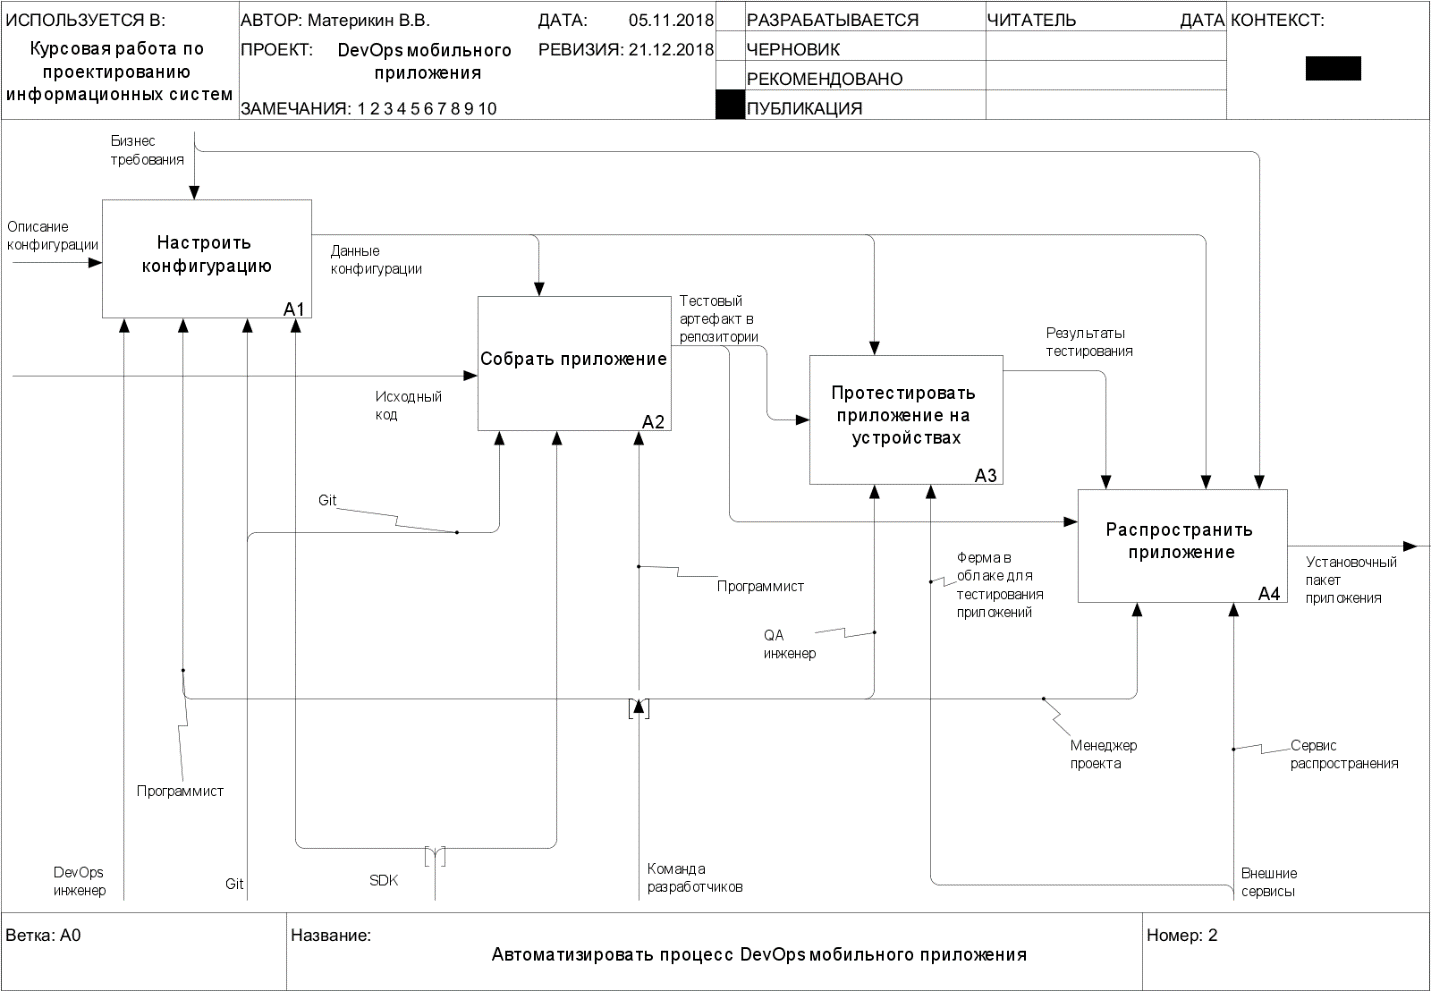 ИСПОЛЬЗУЕТСЯ В:
Курсовая работа по
проектированию
информационных систем
АВТОР: Материкин В.В.
ДАТА: 05.11.2018
ПРОЕКТ: DevOps мобильного
приложения
РЕВИЗИЯ: 21.12.2018
ЗАМЕЧАНИЯ: 1 2 3 4 5 6 7 8 9 10
РАЗРАБАТЫВАЕТСЯ
ЧЕРНОВИК
РЕКОМЕНДОВАНО
ПУБЛИКАЦИЯ
ЧИТАТЕЛЬ
ДАТА
КОНТЕКСТ:
Бизнес
требования
Описание
конфигурации
Настроить
конфигурацию
A1
Данные
конфигурации
Собрать приложение
A2
Исходный
код
Тестовый
артефакт в
репозитории
Протестировать
приложение на
устройствах
A3
Результаты
тестирования
Распространить
приложение
A4
Установочный
пакет
приложения
Git
Программист
Ферма в
облаке для
тестирования
приложений
QA
инженер
Менеджер
проекта
Сервис
распространения
Программист
DevOps
инженер
Git
SDK
Команда
разработчиков
Внешние
сервисы
Ветка: A0
Название:
Автоматизировать процесс DevOps мобильного приложения
Номер: 2